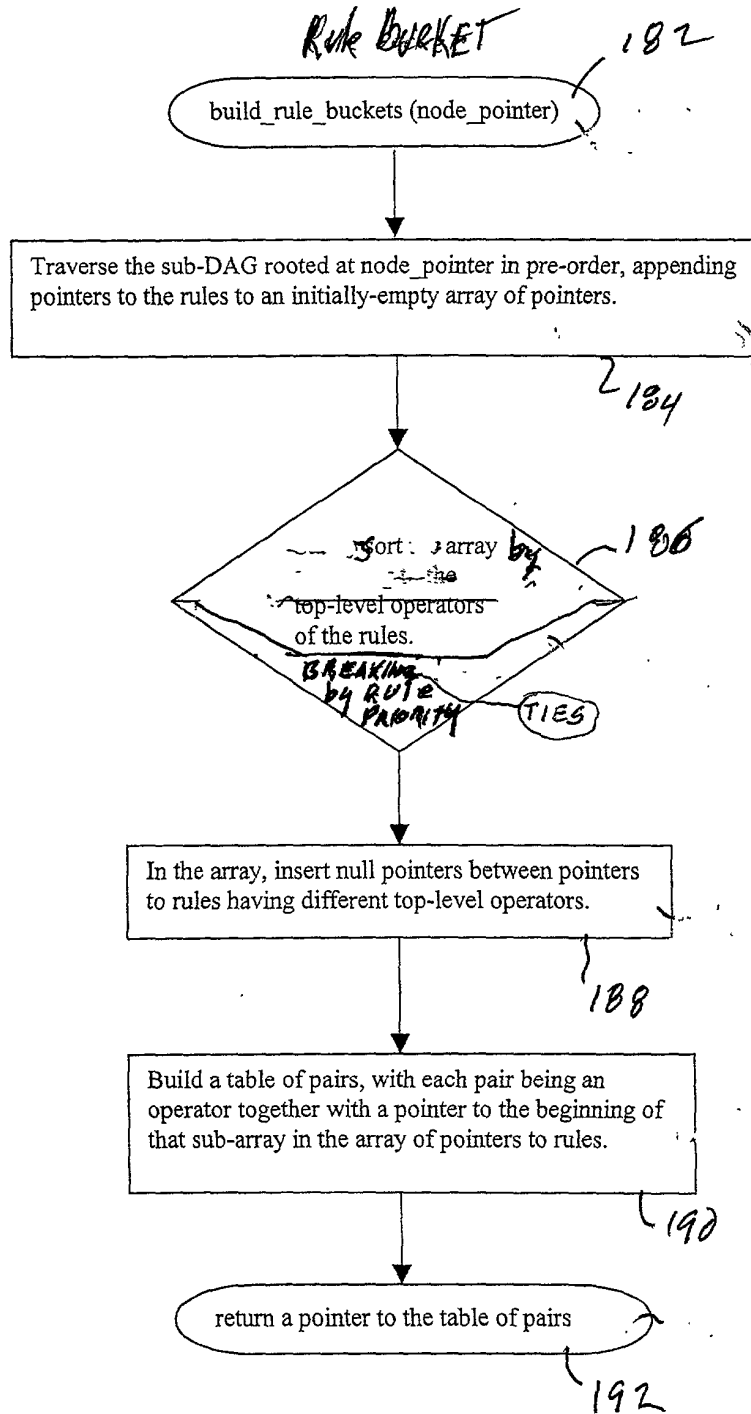 Rule BUCKET
182
build_rule_buckets (node_pointer)
Traverse the sub-DAG rooted at node_pointer in pre-order, appending
pointers to the rules to an initially-empty array of pointers.
184
sort array by
the
186
top-level operators
of the rules.
BREAKING
by RULE
PRIORITY
TIES
In the array, insert null pointers between pointers
to rules having different top-level operators.
188
Build a table of pairs, with each pair being an
operator together with a pointer to the beginning of
that sub-array in the array of pointers to rules.
190
return a pointer to the table of pairs
192